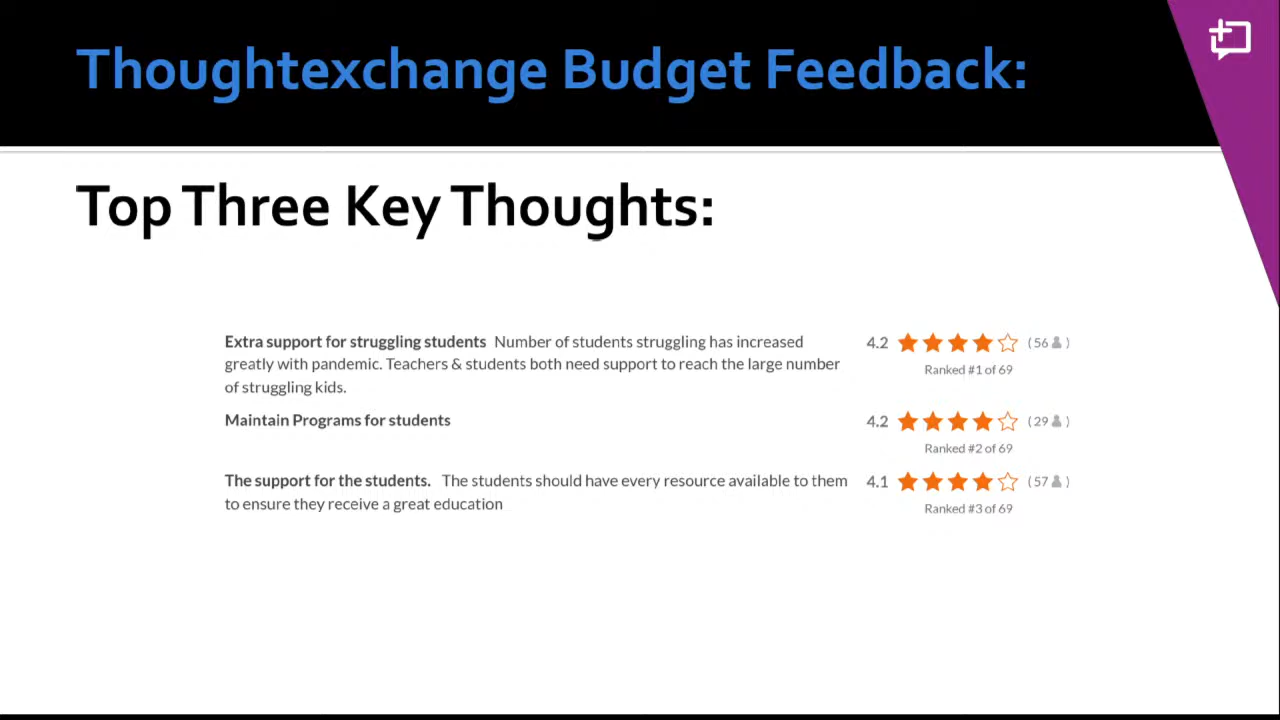 Thoughtexchange Budget Feedback:
Top Three Key Thoughts:
Extra support for struggling students Number of students struggling has increased
greatly with pandemic. Teachers & students both need support to reach the large number
of struggling kids.
4.2 (56)
Ranked #1 of 69
Maintain Programs for students
4.2 (29)
Ranked #2 of 69
The support for the students. The students should have every resource available to them
to ensure they receive a great education
4.1 (57)
Ranked #3 of 69